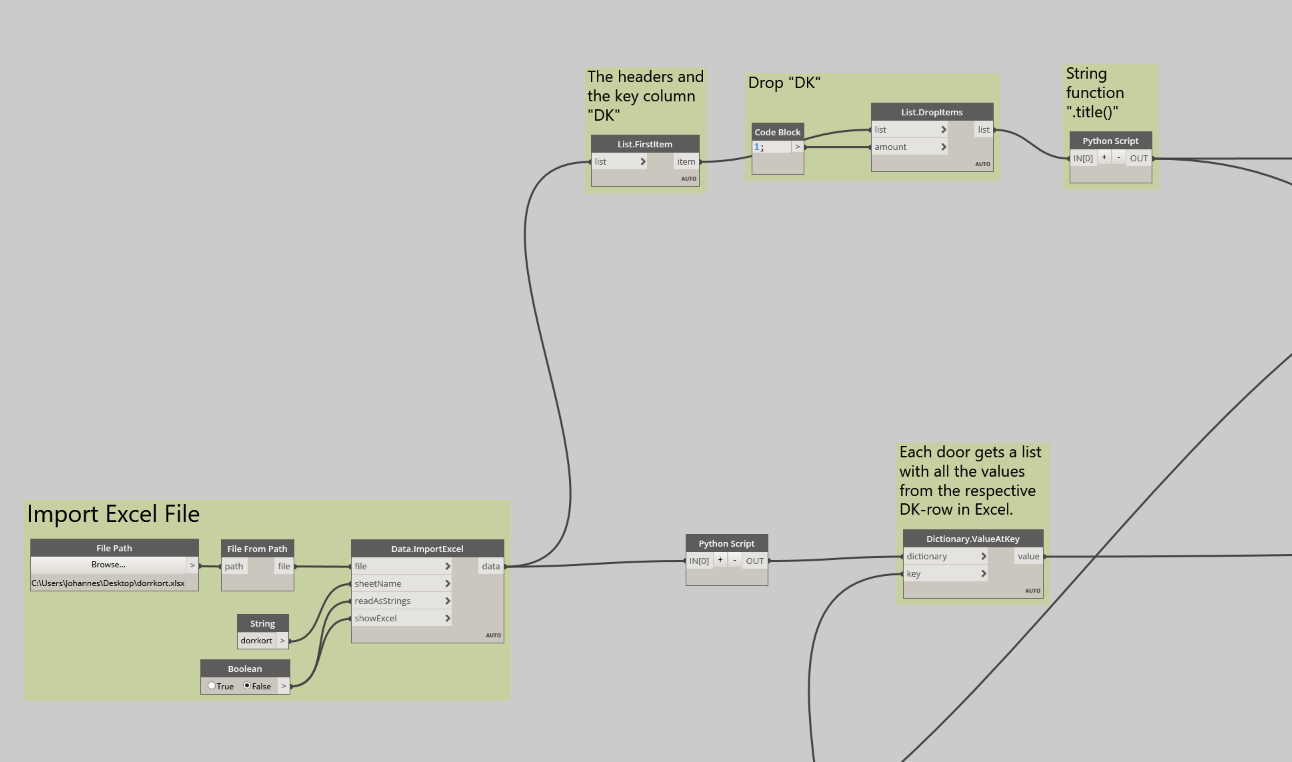 The headers and
the key column
"DK"
List.FirstItem
list > item
AUTO
Drop "DK"
Code Block
1; >
List.DropItems
list > list
amount >
AUTO
String
function
".title()"
Python Script
IN[0] + - OUT
Import Excel File
File Path
Browse... >
C:\Users\Johannes\Desktop\dorrkort.xlsx
File From Path
path file
Data.ImportExcel
file > data
sheetName >
readAsStrings >
showExcel >
AUTO
String
dorrkort >
Boolean
True False >
Python Script
IN[0] + - OUT
Each door gets a list
with all the values
from the respective
DK-row in Excel.
Dictionary.ValueAtKey
dictionary > value
key >
AUTO